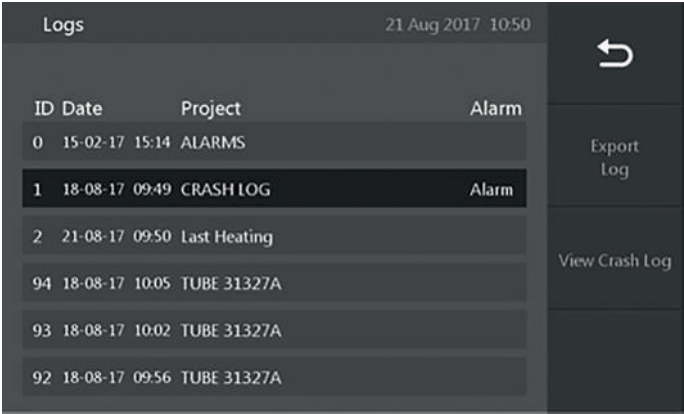 Logs 21 Aug 2017 10:50
ID Date Project Alarm
0 15-02-17 15:14 ALARMS
1 18-08-17 09:49 CRASH LOG Alarm
2 21-08-17 09:50 Last Heating
94 18-08-17 10:05 TUBE 31327A
93 18-08-17 10:02 TUBE 31327A
92 18-08-17 09:56 TUBE 31327A
Export
Log
View Crash Log